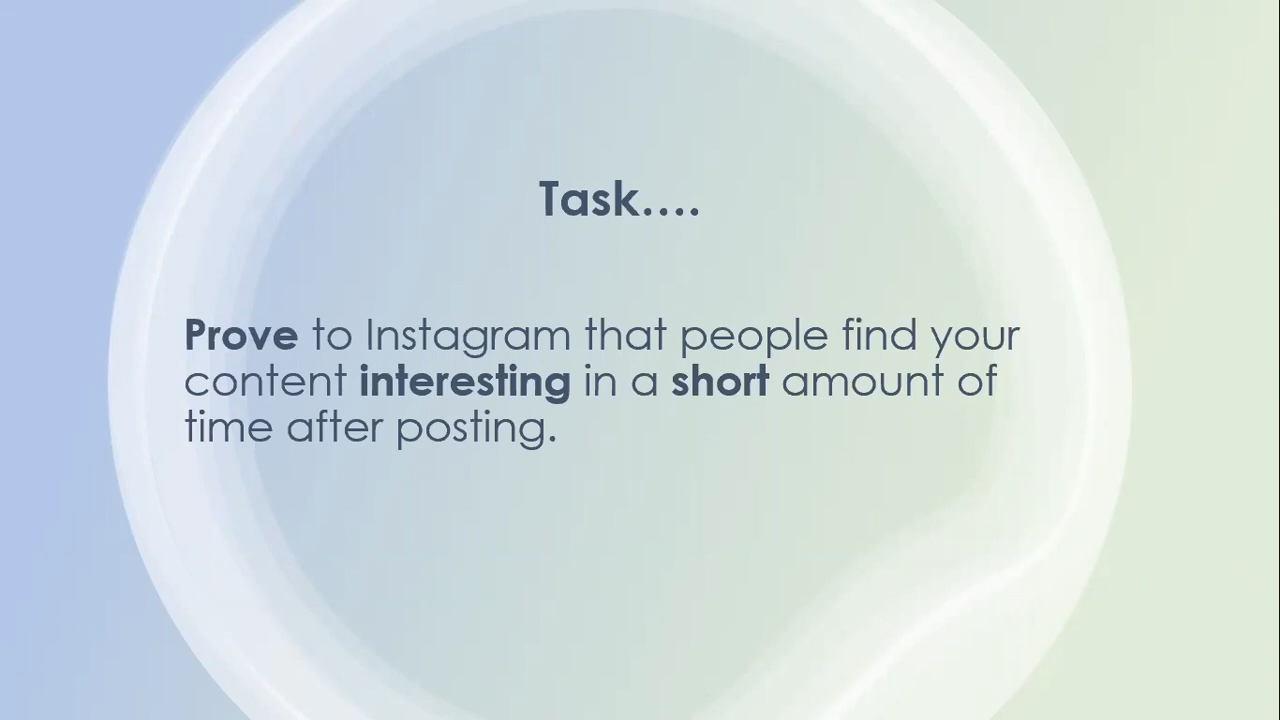 Task....
Prove to Instagram that people find your
content interesting in a short amount of
time after posting.